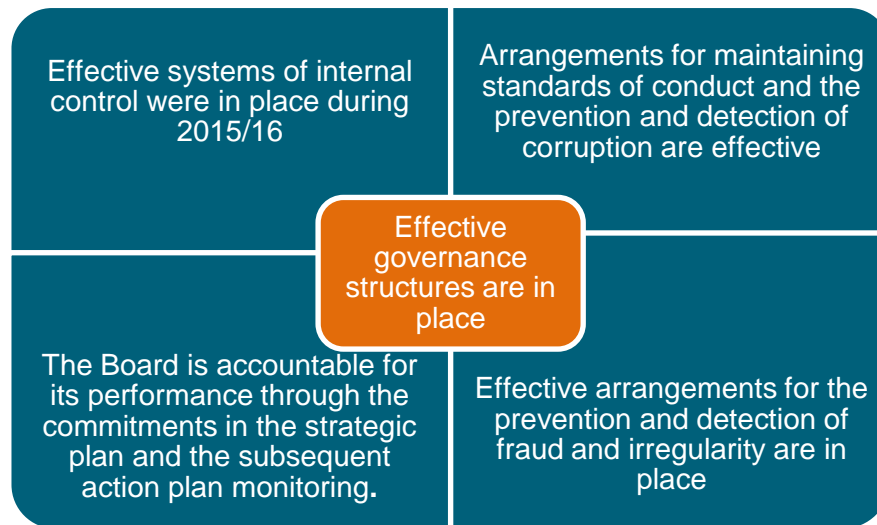 Effective systems of internal
control were in place during
2015/16
Arrangements for maintaining
standards of conduct and the
prevention and detection of
corruption are effective
Effective
governance
structures are in
place
The Board is accountable for
its performance through the
commitments in the strategic
plan and the subsequent
action plan monitoring.
Effective arrangements for the
prevention and detection of
fraud and irregularity are in
place